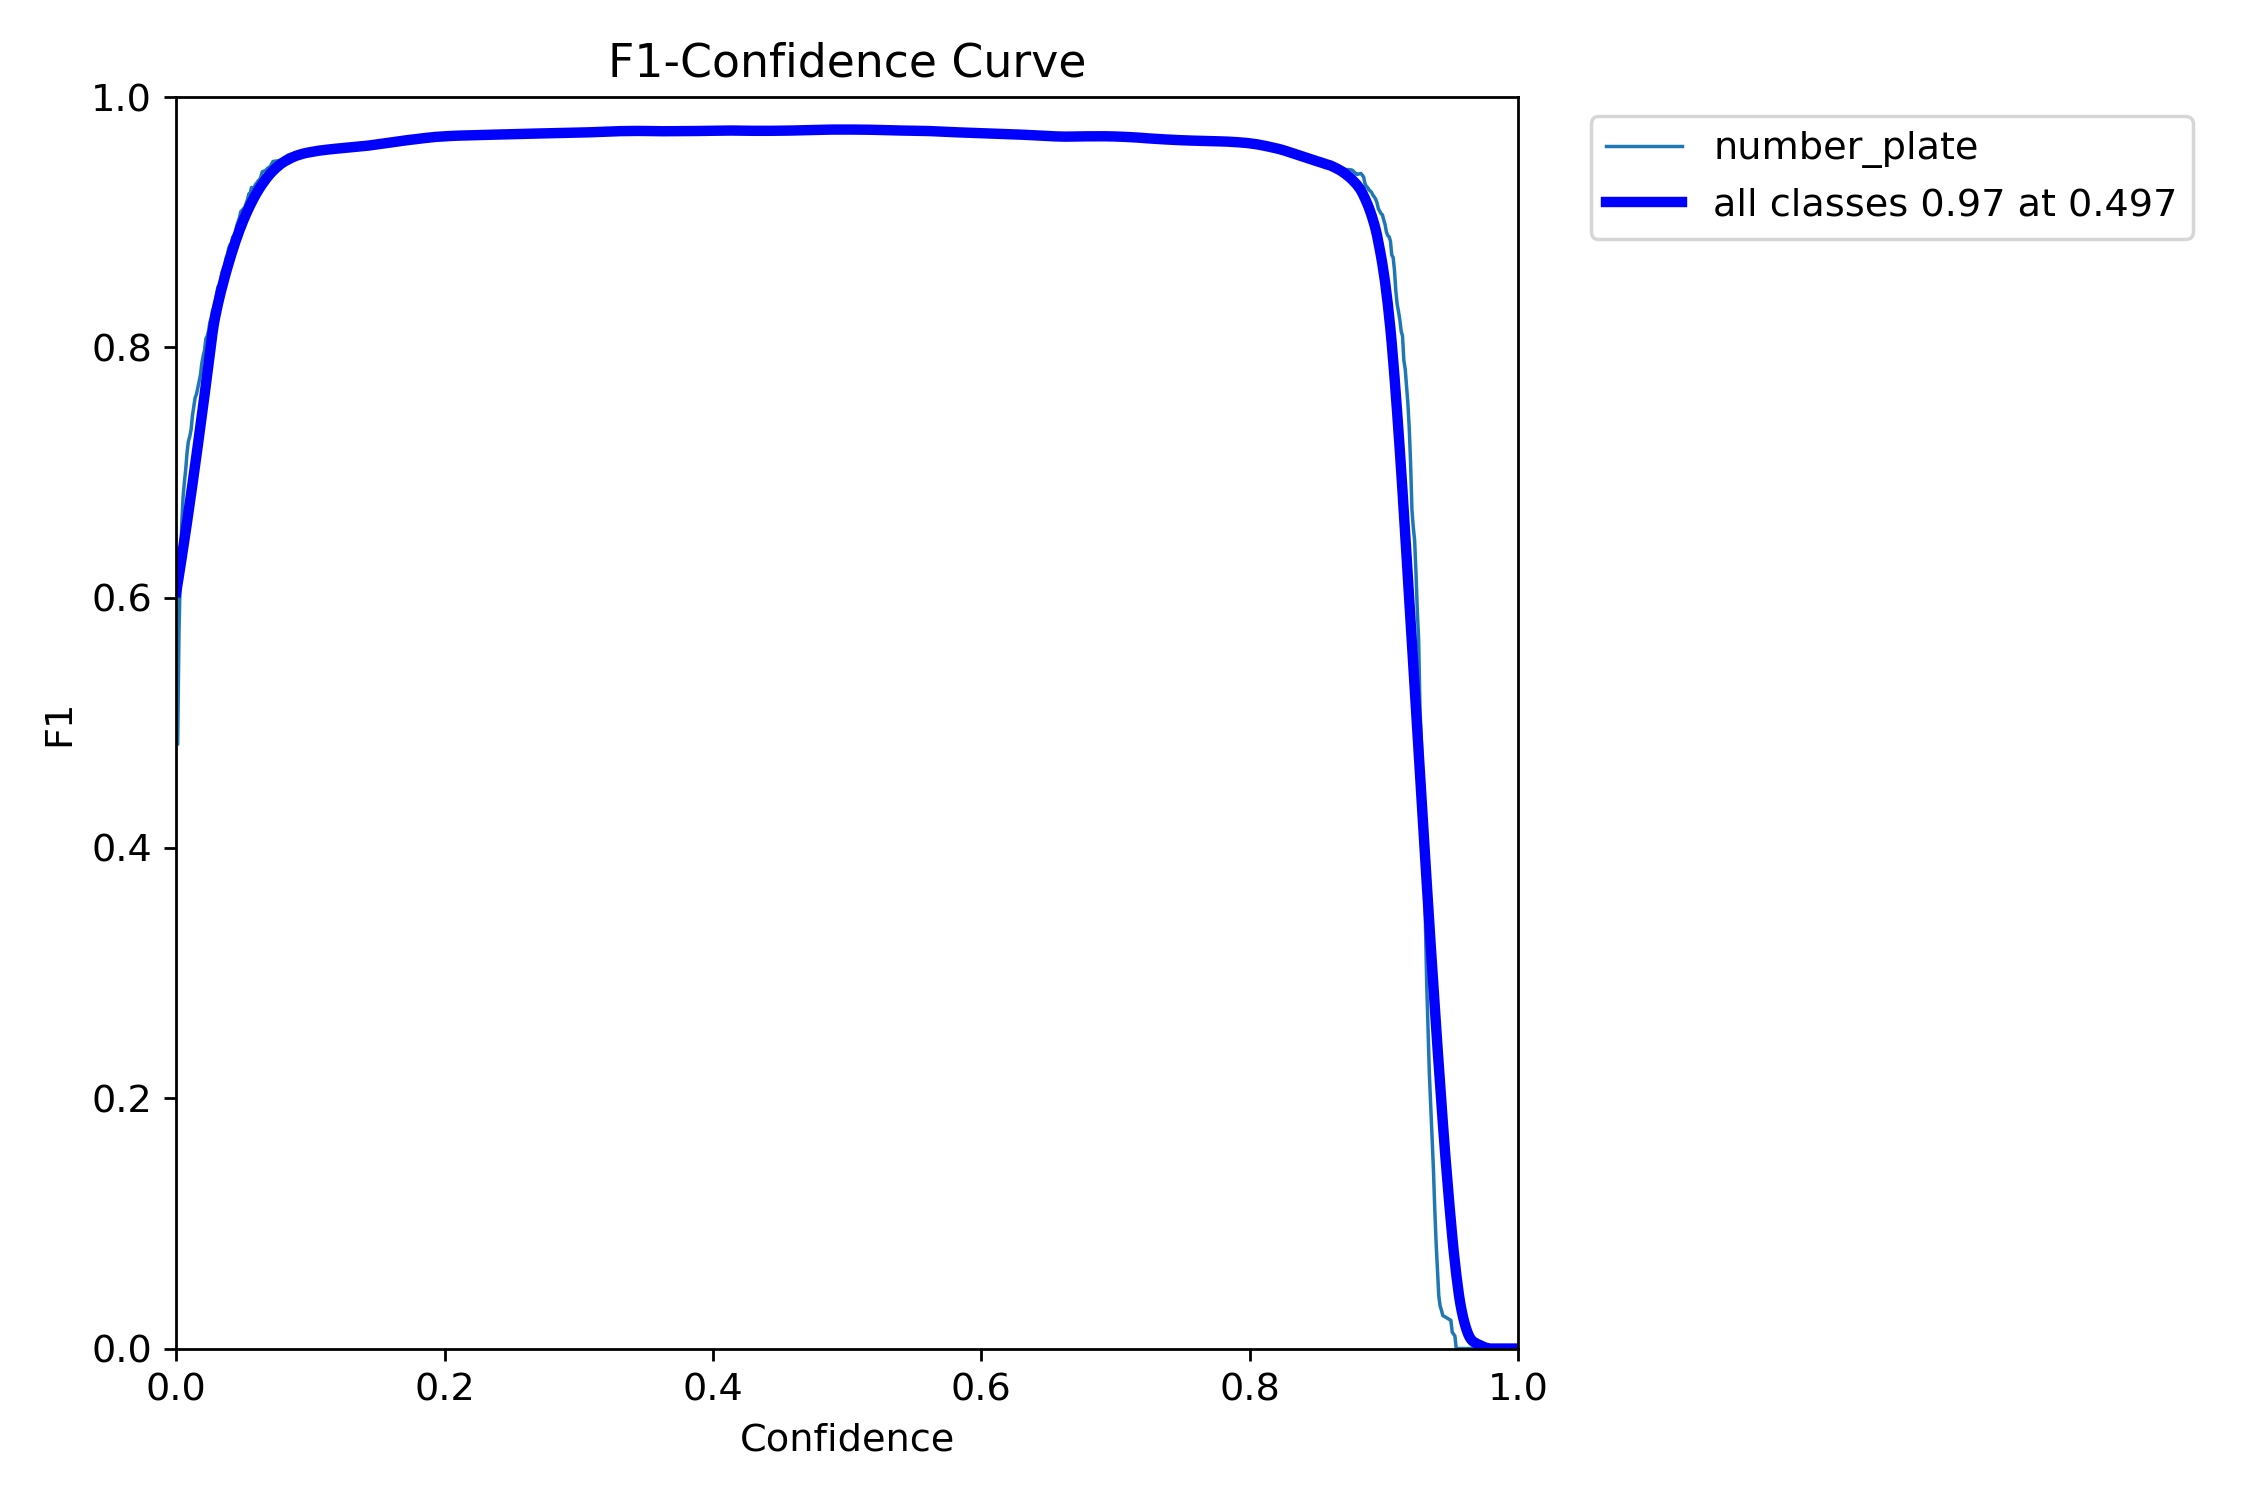 F1-Confidence Curve
number_plate
all classes 0.97 at 0.497
1.0
0.8
0.6
0.4
0.2
0.0
F1
0.0 0.2 0.4 0.6 0.8 1.0
Confidence